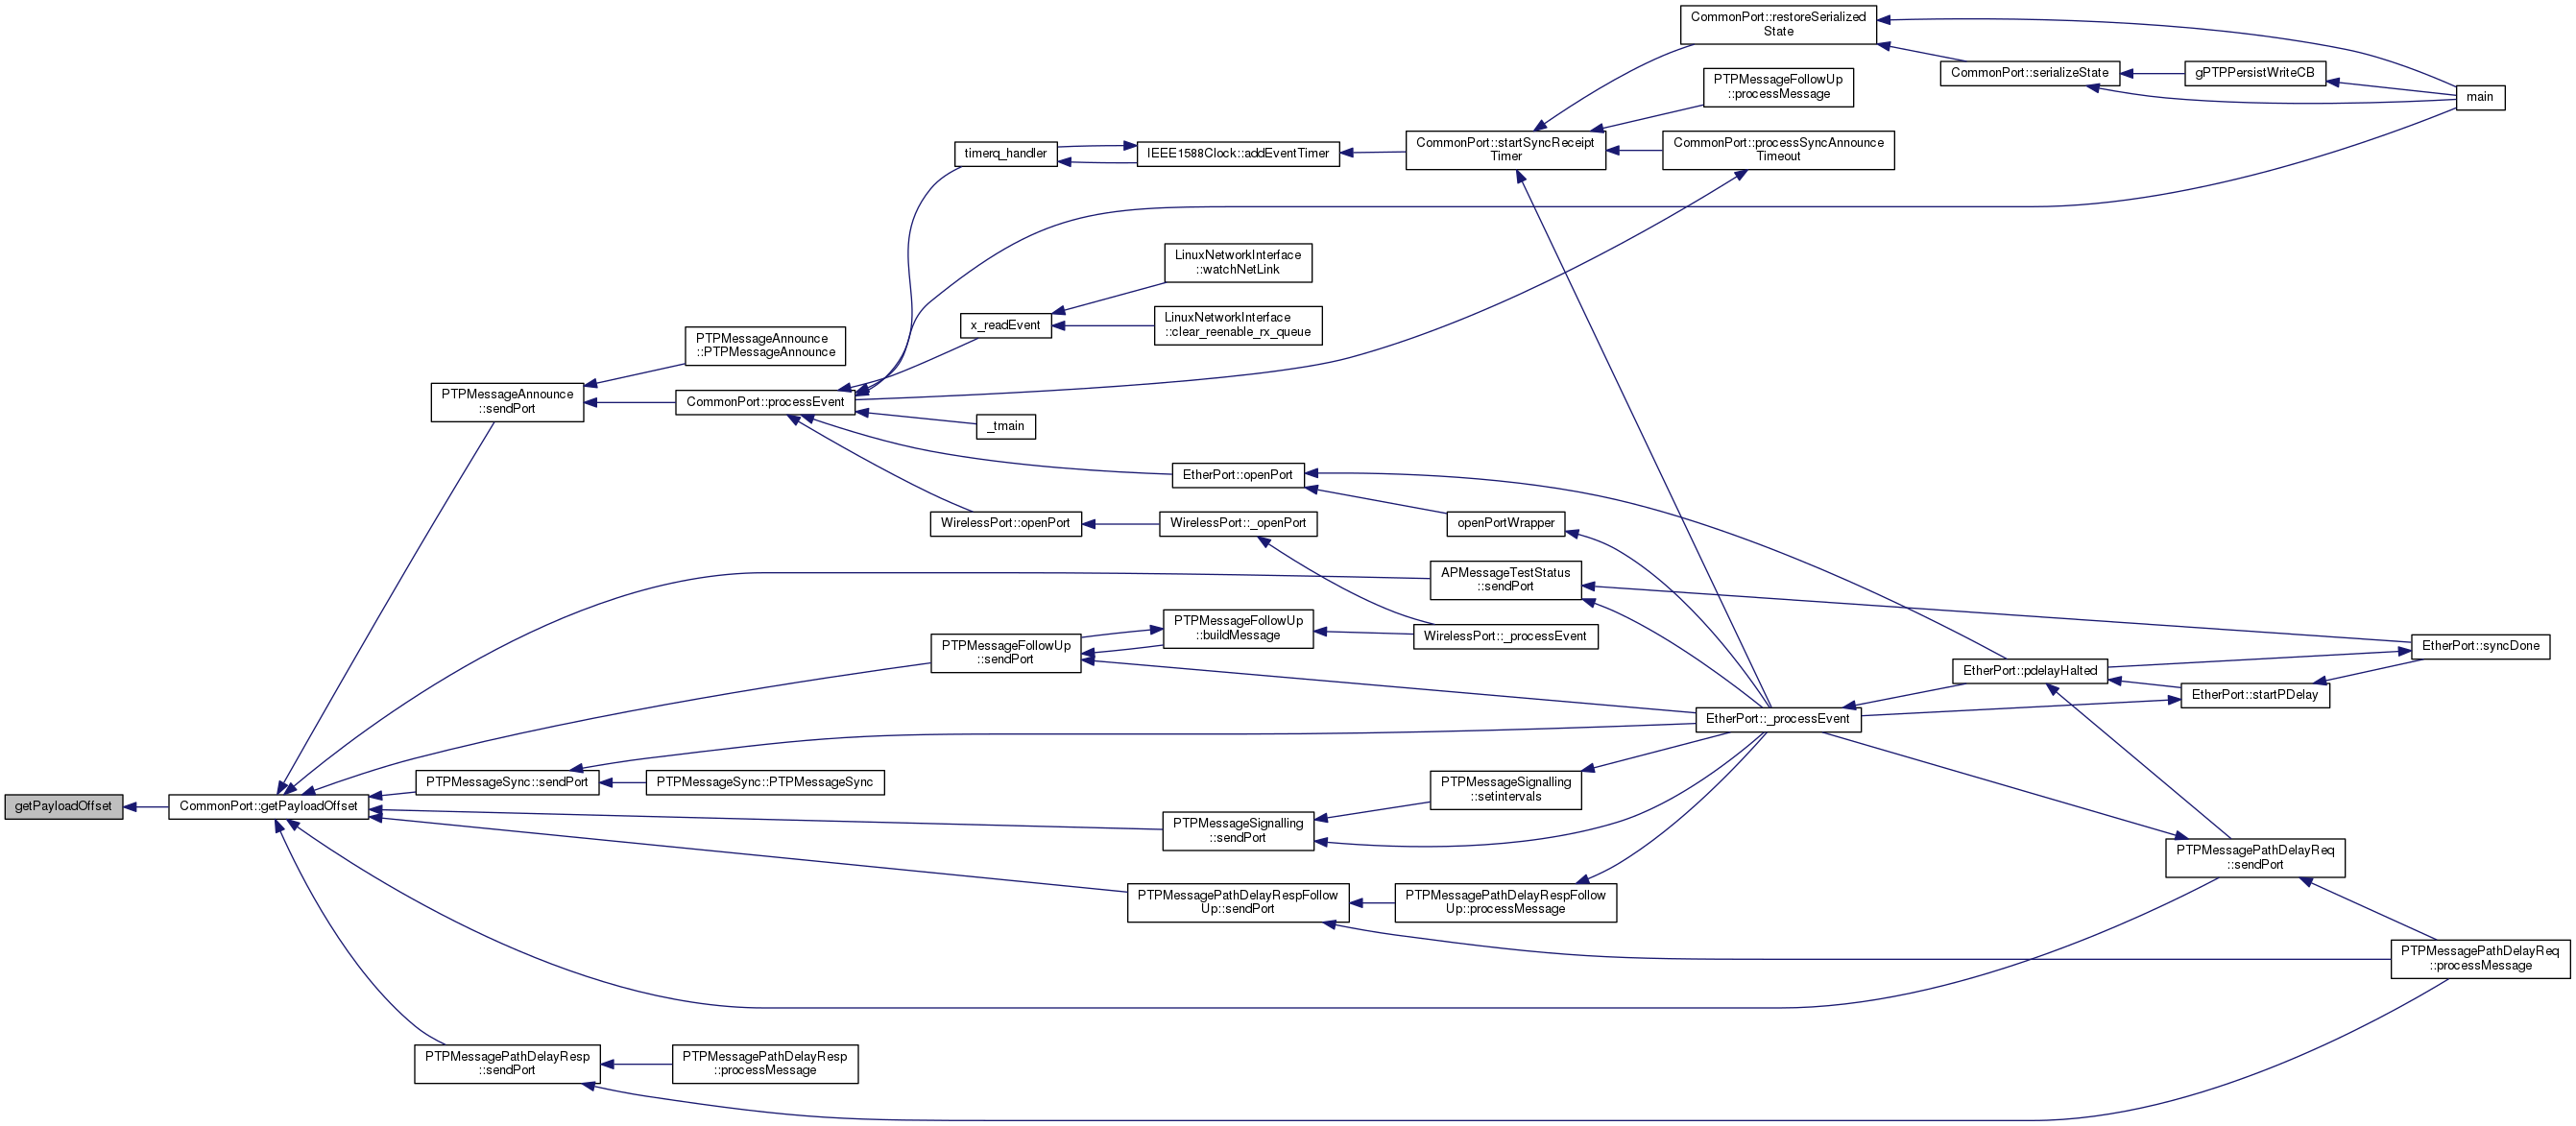 CommonPort::restoreSerialized
State
CommonPort::serializeState
gPTPPersistWriteCB
main
PTPMessageFollowUp
::processMessage
timerq_handler
IEEE1588Clock::addEventTimer
CommonPort::startSyncReceipt
Timer
CommonPort::processSyncAnnounce
Timeout
LinuxNetworkInterface
::watchNetLink
x_readEvent
LinuxNetworkInterface
::clear_reenable_rx_queue
PTPMessageAnnounce
::PTPMessageAnnounce
PTPMessageAnnounce
::sendPort
CommonPort::processEvent
_tmain
EtherPort::openPort
WirelessPort::openPort
WirelessPort::_openPort
openPortWrapper
APMessageTestStatus
::sendPort
PTPMessageFollowUp
::buildMessage
WirelessPort::_processEvent
PTPMessageFollowUp
::sendPort
EtherPort::syncDone
EtherPort::pdelayHalted
EtherPort::startPDelay
EtherPort::_processEvent
PTPMessageSync::sendPort
PTPMessageSync::PTPMessageSync
PTPMessageSignalling
::setintervals
getPayloadOffset
CommonPort::getPayloadOffset
PTPMessageSignalling
::sendPort
PTPMessagePathDelayReq
::sendPort
PTPMessagePathDelayRespFollow
Up::sendPort
PTPMessagePathDelayRespFollow
Up::processMessage
PTPMessagePathDelayReq
::processMessage
PTPMessagePathDelayResp
::sendPort
PTPMessagePathDelayResp
::processMessage